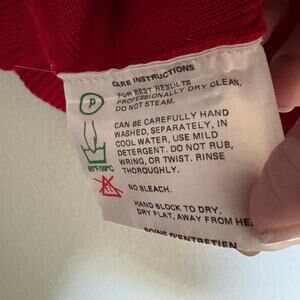 CARE INSTRUCTIONS
FOR BEST RESULTS
PROFESSIONALLY DRY CLEAN,
DO NOT STEAM.
P
CAN BE CAREFULLY HAND
WASHED, SEPARATELY, IN
COOL WATER, USE MILD
DETERGENT. DO NOT RUB,
WRING, OR TWIST. RINSE
THOROUGHLY.
NO BLEACH.
HAND BLOCK TO DRY,
DRY FLAT, AWAY FROM HE
SOINS D'ENTRETIEN